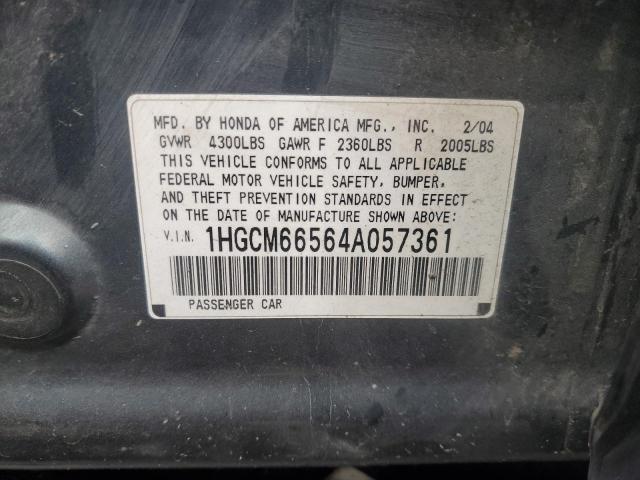 MFD. BY HONDA OF AMERICA MFG., INC. 2/04
GVWR 4300LBS GAWR F 2360LBS R 2005LBS
THIS VEHICLE CONFORMS TO ALL APPLICABLE
FEDERAL MOTOR VEHICLE SAFETY, BUMPER,
AND THEFT PREVENTION STANDARDS IN EFFECT
ON THE DATE OF MANUFACTURE SHOWN ABOVE:
V.I.N. 1HGCM66564A057361
PASSENGER CAR